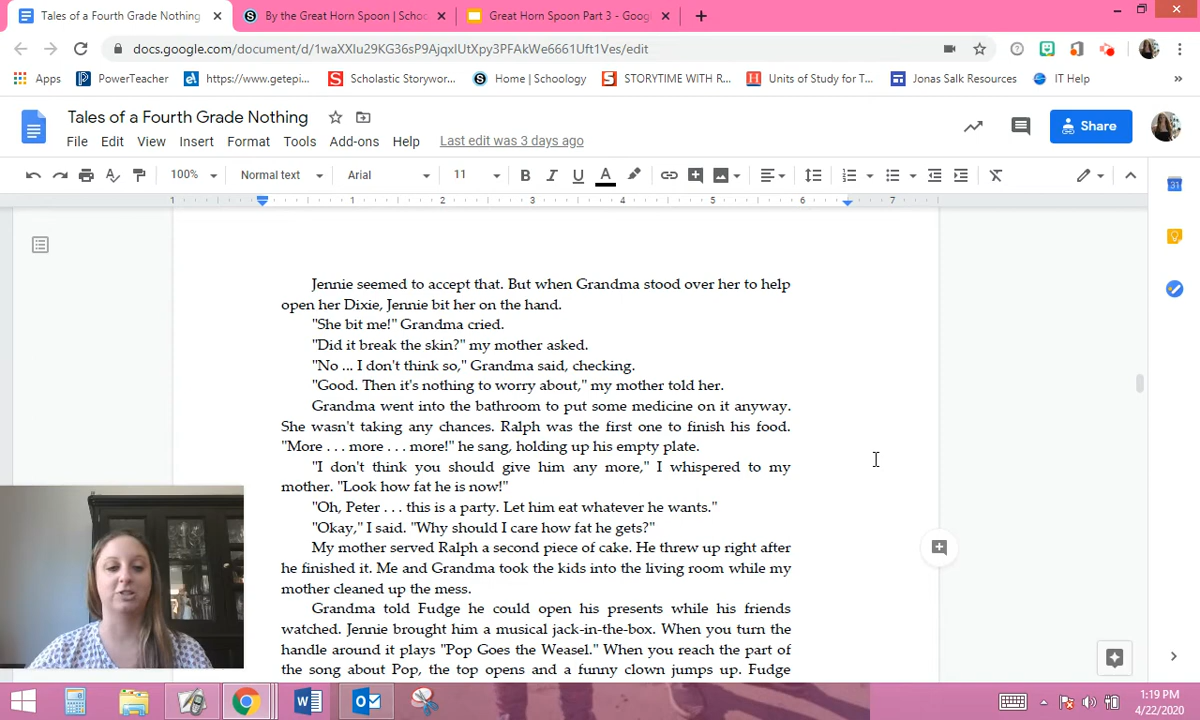 Tales of a Fourth Grade Nothing
By the Great Horn Spoon | Schoo
Great Horn Spoon Part 3 - Goog
docs.google.com/document/d/1waXXlu29KG36sP9AjqxlUtXpy3PFAkWe6661Uft1Ves/edit
Apps PowerTeacher https://www.getepi... Scholastic Storywor... Home | Schoology STORYTIME WITH R... Units of Study for T... Jonas Salk Resources IT Help »
Tales of a Fourth Grade Nothing
Share
File Edit View Insert Format Tools Add-ons Help Last edit was 3 days ago
100% Normal text Arial 11 B I U A
1 1 2 3 4 5 6 7
31
Jennie seemed to accept that. But when Grandma stood over her to help
open her Dixie, Jennie bit her on the hand.
"She bit me!" Grandma cried.
"Did it break the skin?" my mother asked.
"No ... I don't think so," Grandma said, checking.
"Good. Then it's nothing to worry about," my mother told her.
Grandma went into the bathroom to put some medicine on it anyway.
She wasn't taking any chances. Ralph was the first one to finish his food.
"More . . . more . . . more!" he sang, holding up his empty plate.
"I don't think you should give him any more," I whispered to my
mother. "Look how fat he is now!"
"Oh, Peter . . . this is a party. Let him eat whatever he wants."
"Okay," I said. "Why should I care how fat he gets?"
My mother served Ralph a second piece of cake. He threw up right after
he finished it. Me and Grandma took the kids into the living room while my
mother cleaned up the mess.
Grandma told Fudge he could open his presents while his friends
watched. Jennie brought him a musical jack-in-the-box. When you turn the
handle around it plays "Pop Goes the Weasel." When you reach the part of
the song about Pop, the top opens and a funny clown jumps up. Fudge
1:19 PM
4/22/2020